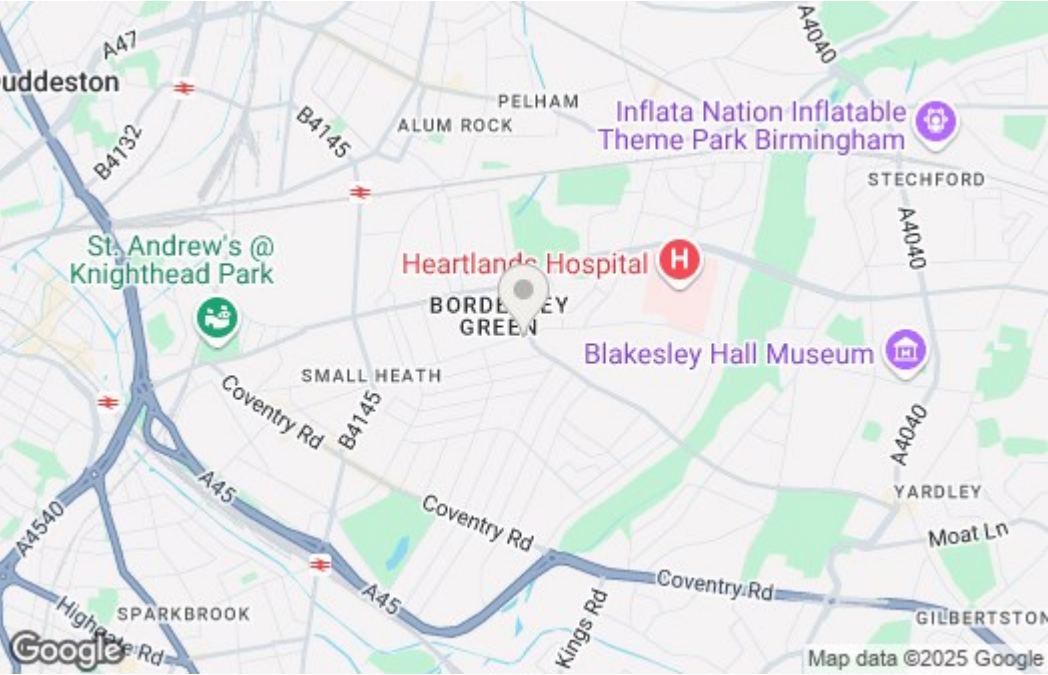 A47
A4040
uddeston
PELHAM
B4145
ALUM ROCK
B4132
Inflata Nation Inflatable
Theme Park Birmingham
STECHFORD
A4040
St. Andrew's @
Knighthead Park
Heartlands Hospital
H
BORDESLEY
GREEN
Blakesley Hall Museum
SMALL HEATH
Coventry Rd
B4145
A4040
A45
YARDLEY
Coventry Rd
Moat Ln
A4540
Coventry Rd
A45
SPARKBROOK
Kings Rd
GILBERTSTON
Highgate Rd
Google
Map data ©2025 Google